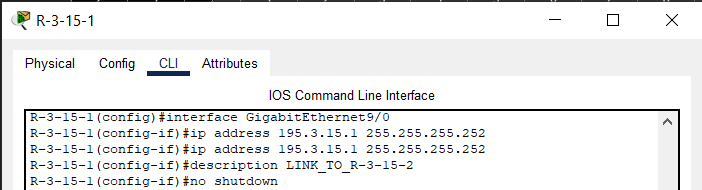 R-3-15-1
Physical Config CLI Attributes
IOS Command Line Interface
R-3-15-1(config)#interface GigabitEthernet9/0
R-3-15-1(config-if)#ip address 195.3.15.1 255.255.255.252
R-3-15-1(config-if)#ip address 195.3.15.1 255.255.255.252
R-3-15-1(config-if)#description LINK_TO_R-3-15-2
R-3-15-1(config-if)#no shutdown